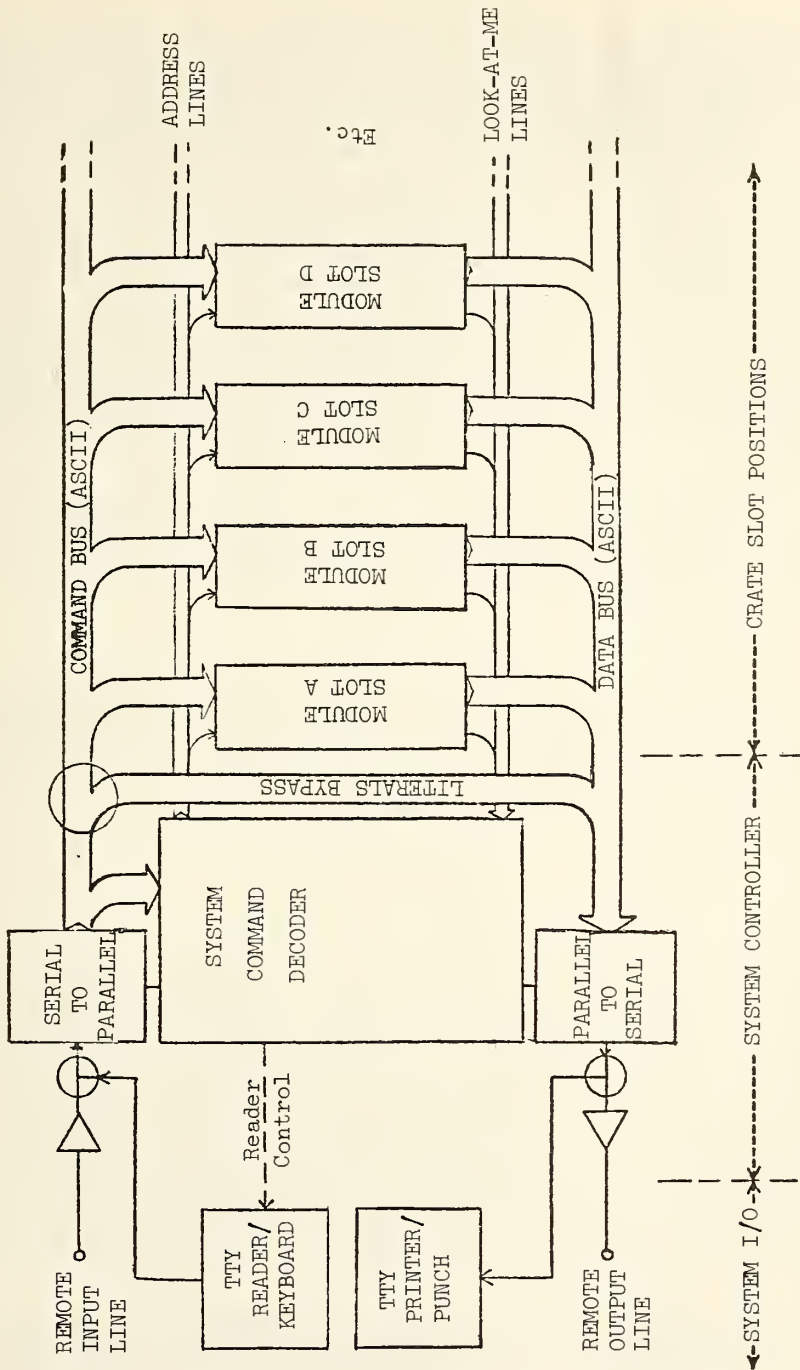 REMOTE
INPUT
LINE
SERIAL
TO
PARALLEL
COMMAND BUS (ASCII)
ADDRESS
LINES
TTY
READER/
KEYBOARD
Reader
Control
SYSTEM
COMMAND
DECODER
LITERALS BYPASS
MODULE
SLOT A
MODULE
SLOT B
MODULE
SLOT C
MODULE
SLOT D
Etc.
TTY
PRINTER/
PUNCH
LOOK-AT-ME
LINES
REMOTE
OUTPUT
LINE
PARALLEL
TO
SERIAL
DATA BUS (ASCII)
SYSTEM I/O
SYSTEM CONTROLLER
CRATE SLOT POSITIONS